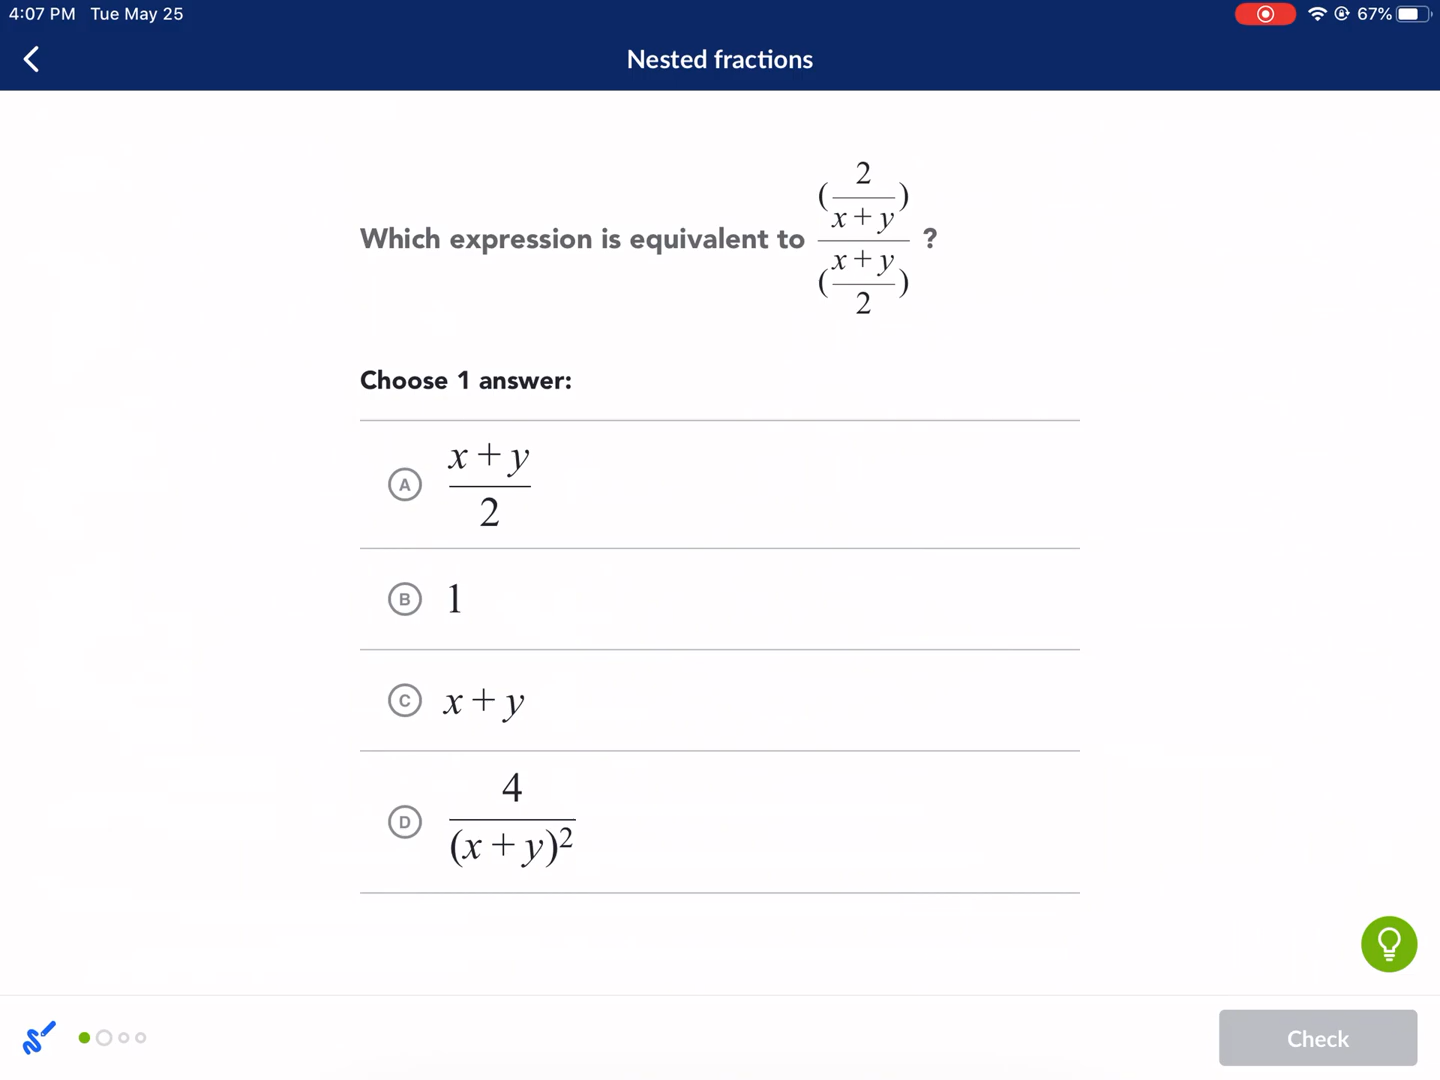 4:07 PM Tue May 25 67%
Nested fractions
Which expression is equivalent to (2/(x + y)) / ((x + y)/2) ?
Choose 1 answer:
A (x + y)/2
B 1
C x + y
D 4/(x + y)²
Check